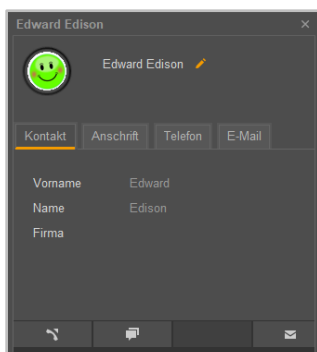 Edward Edison
Edward Edison
Kontakt Anschrift Telefon E-Mail
Vorname Edward
Name Edison
Firma